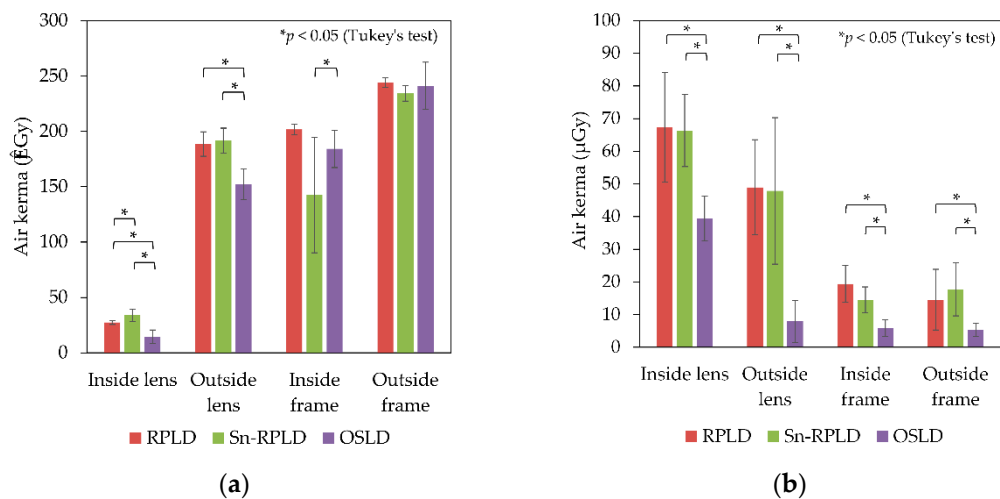 300
250
200
150
100
50
0
Air kerma (ÊGy)
*p < 0.05 (Tukey's test)
*
*
*
*
*
*
Inside lens
Outside
lens
Inside
frame
Outside
frame
RPLD
Sn-RPLD
OSLD
(a)
100
90
80
70
60
50
40
30
20
10
0
Air kerma (µGy)
*p < 0.05 (Tukey's test)
*
*
*
*
*
*
*
*
Inside lens
Outside
lens
Inside
frame
Outside
frame
RPLD
Sn-RPLD
OSLD
(b)